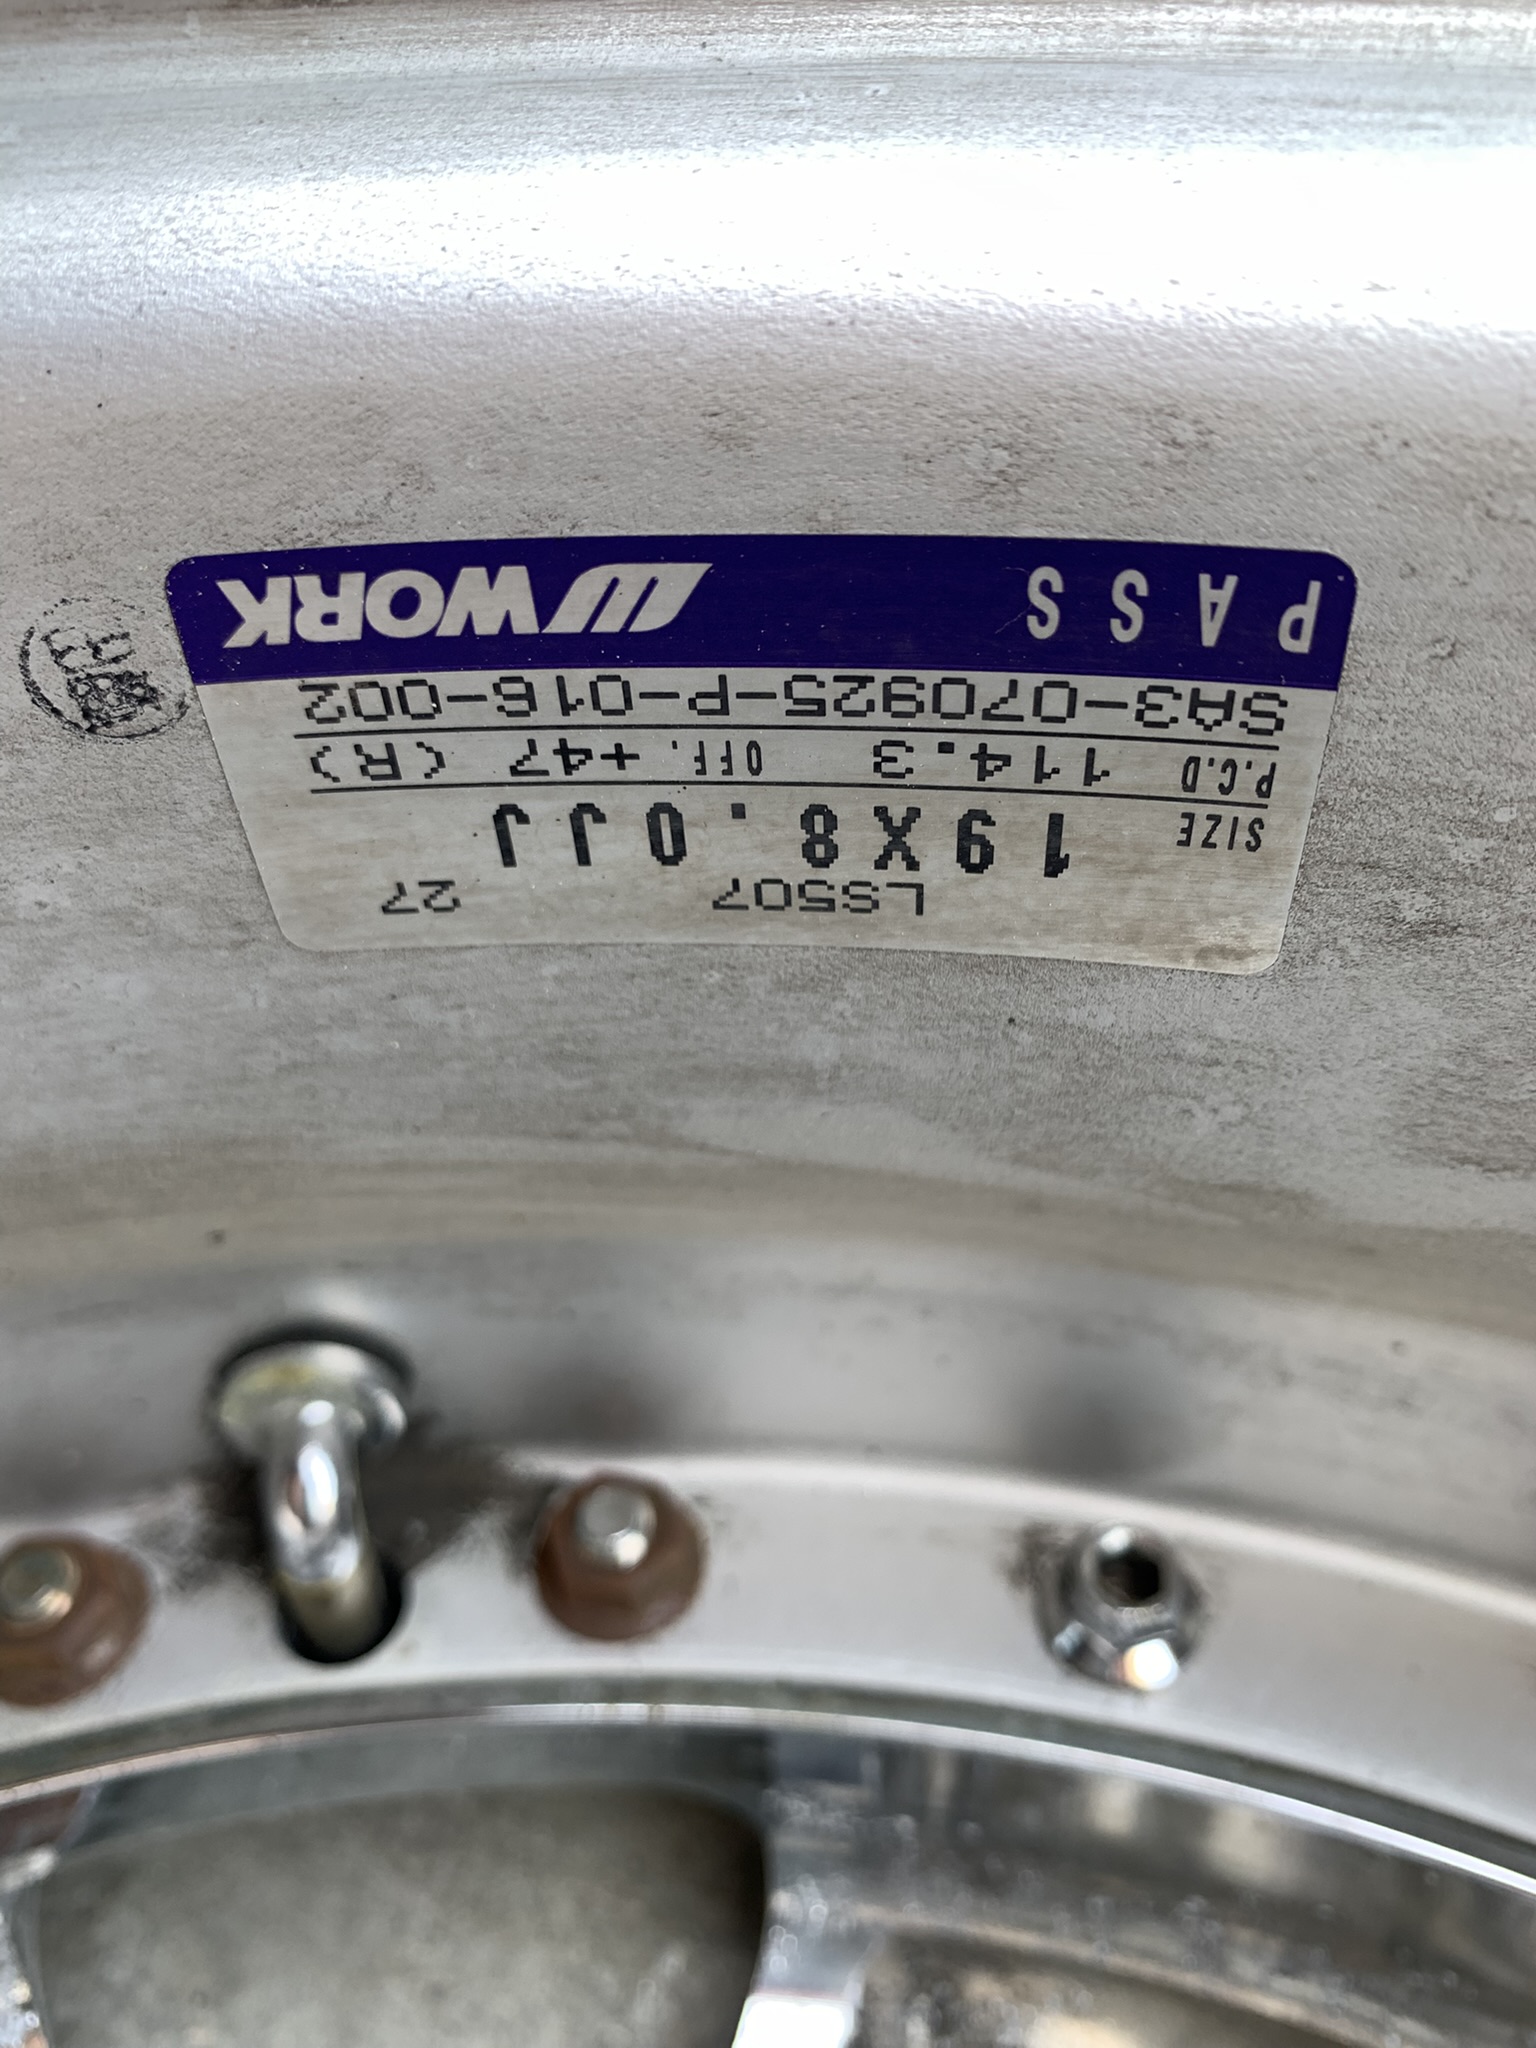 PASS WORK
SA3-070925-P-016-002
P.C.D 114.3 OFF. +47 (R)
SIZE 19X8.0JJ
LS507 27